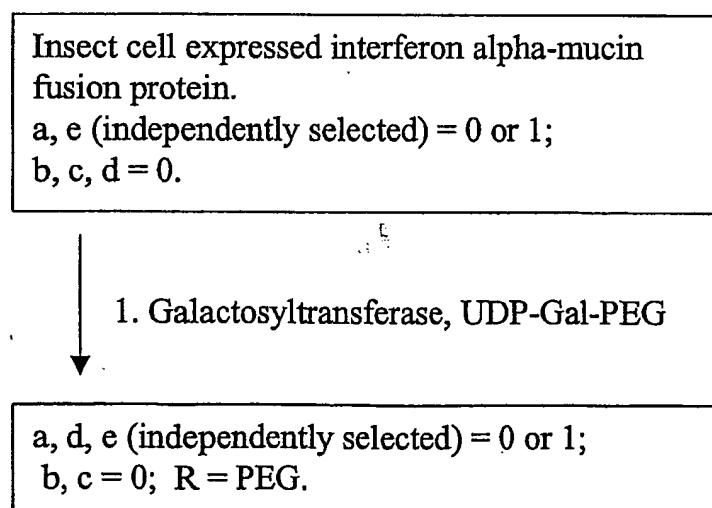 Insect cell expressed interferon alpha-mucin
fusion protein.
a, e (independently selected) = 0 or 1;
b, c, d = 0.
1. Galactosyltransferase, UDP-Gal-PEG
a, d, e (independently selected) = 0 or 1;
b, c = 0; R = PEG.